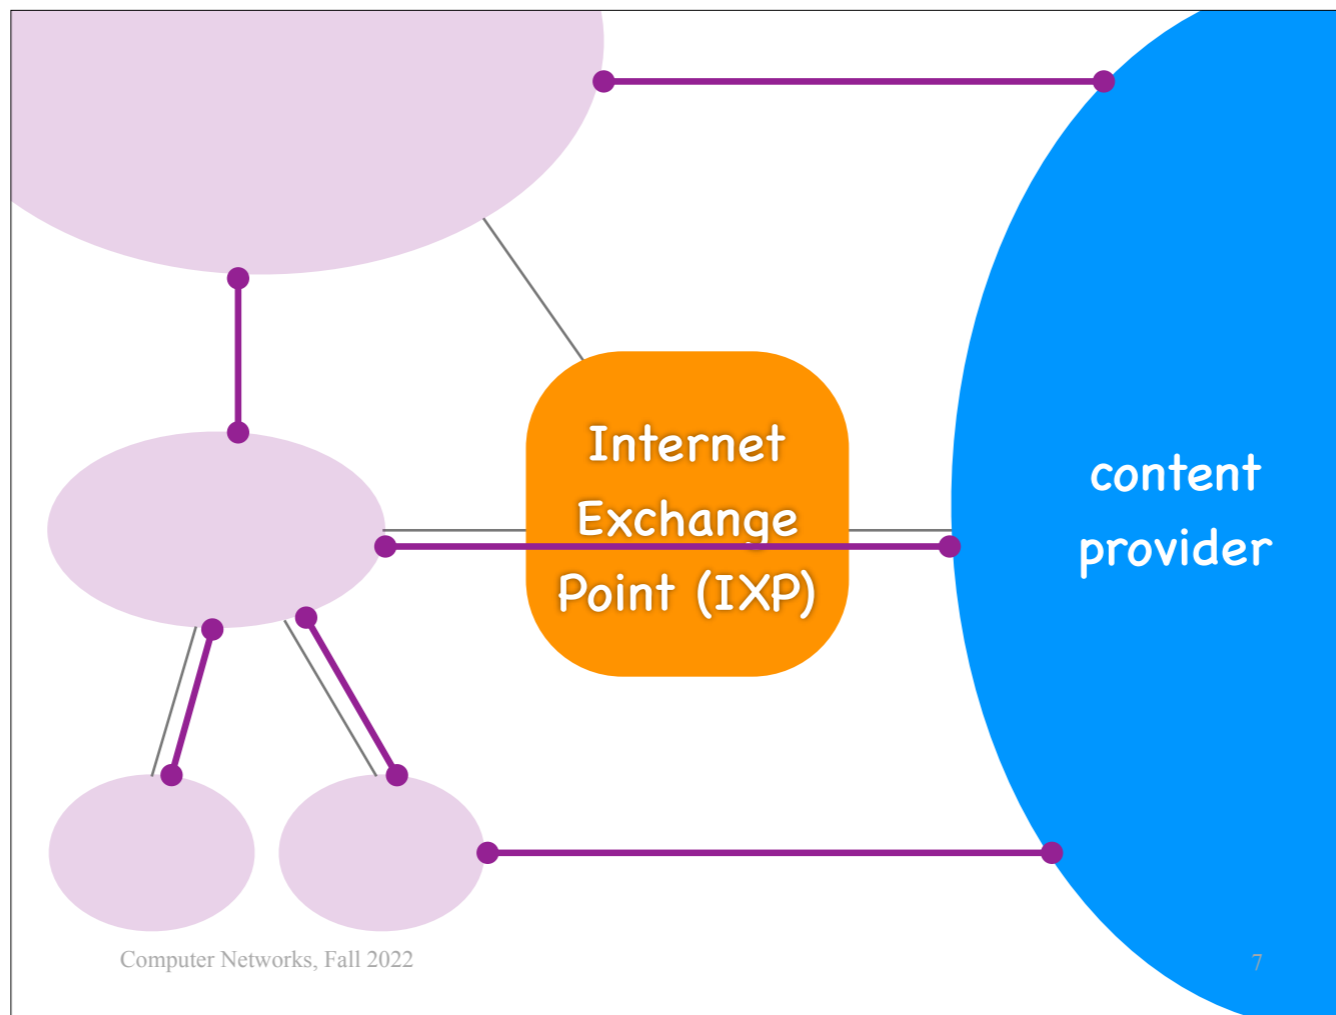 Internet
Exchange
Point (IXP)
content
provider
Computer Networks, Fall 2022
7